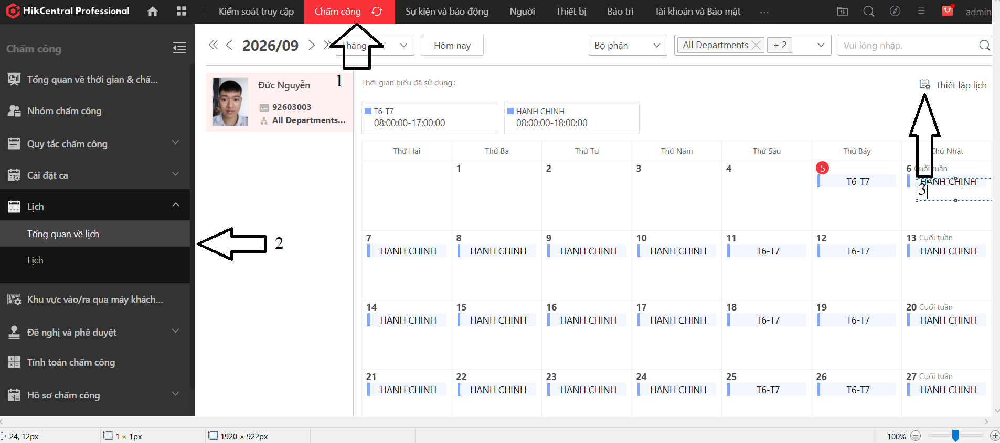 HikCentral Professional
Kiểm soát truy cập
Chấm công
Sự kiện và báo động
Người
Thiết bị
Bảo trì
Tài khoản và Bảo mật
...
admin
Chấm công
Tổng quan về thời gian & chấ...
Nhóm chấm công
Quy tắc chấm công
Cài đặt ca
Lịch
Tổng quan về lịch
Lịch
Khu vực vào/ra qua máy khách...
Đề nghị và phê duyệt
Tính toán chấm công
Hồ sơ chấm công
2026/09
Tháng
Hôm nay
Bộ phận
All Departments
+ 2
Vui lòng nhập.
1
Đức Nguyễn
92603003
All Departments...
2
Thời gian biểu đã sử dụng:
Thiết lập lịch
T6-T7
08:00:00-17:00:00
HANH CHINH
08:00:00-18:00:00
Thứ Hai Thứ Ba Thứ Tư Thứ Năm Thứ Sáu Thứ Bảy Chủ Nhật
1 2 3 4 5 6 Cuối tuần
T6-T7 HANH CHINH
3
7 8 9 10 11 12 13 Cuối tuần
HANH CHINH HANH CHINH HANH CHINH HANH CHINH T6-T7 T6-T7 HANH CHINH
14 15 16 17 18 19 20 Cuối tuần
HANH CHINH HANH CHINH HANH CHINH HANH CHINH T6-T7 T6-T7 HANH CHINH
21 22 23 24 25 26 27 Cuối tuần
HANH CHINH HANH CHINH HANH CHINH HANH CHINH T6-T7 T6-T7 HANH CHINH
24, 12px
1 × 1px
1920 × 922px
100%